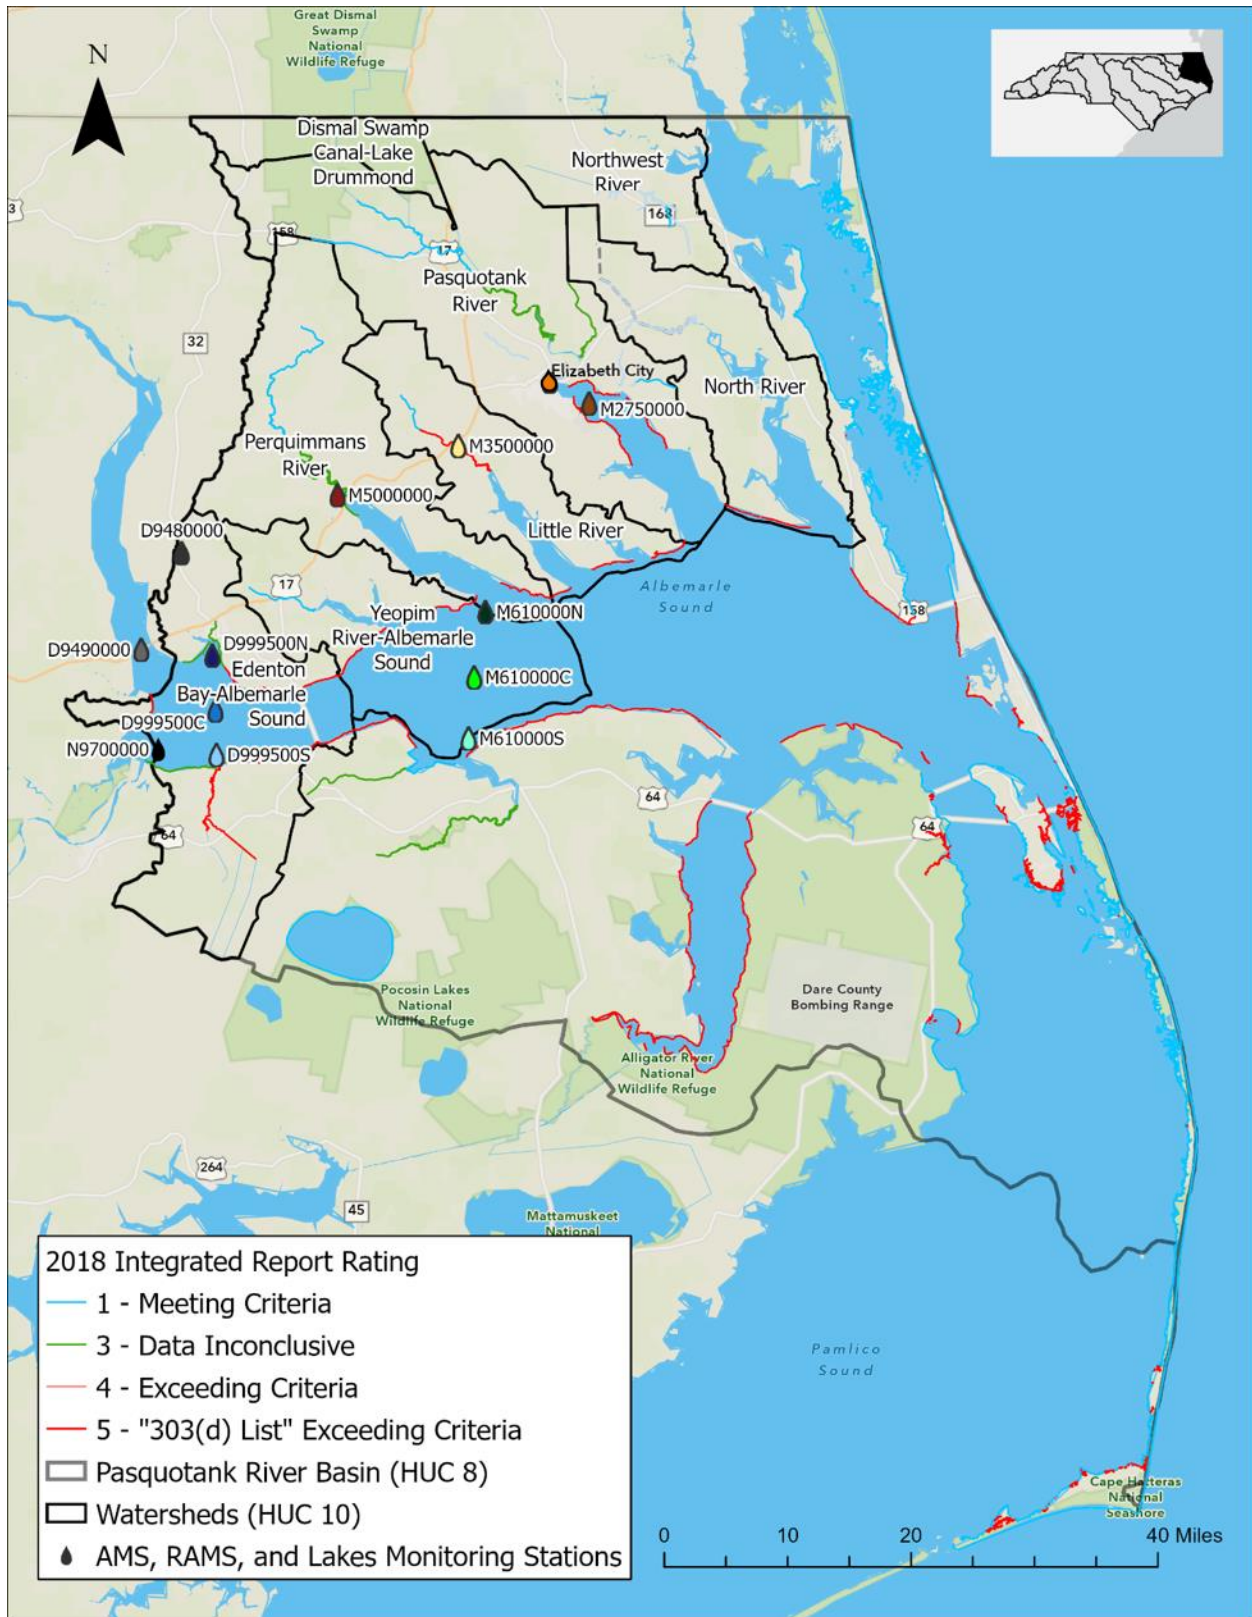 Great Dismal
Swamp
National
Wildlife Refuge
N
Dismal Swamp
Canal-Lake
Drummond
Northwest
River
3
158
168
17
Pasquotank
River
32
Elizabeth City
M2750000
North River
M3500000
Perquimmans
River
M5000000
D9480000
Little River
17
Albemarle
Sound
158
M610000N
Yeopim
River-Albemarle
Sound
D9490000
D999500N
Edenton
Bay-Albemarle
Sound
M610000C
D999500C
N9700000
D999500S
M610000S
64
64
64
Pocosin Lakes
National
Wildlife Refuge
Dare County
Bombing Range
Alligator River
National
Wildlife Refuge
264
45
Mattamuskeet
National
Pamlico
Sound
2018 Integrated Report Rating
1 - Meeting Criteria
3 - Data Inconclusive
4 - Exceeding Criteria
5 - "303(d) List" Exceeding Criteria
Pasquotank River Basin (HUC 8)
Watersheds (HUC 10)
AMS, RAMS, and Lakes Monitoring Stations
Cape Hatteras
National
Seashore
0 10 20 40 Miles